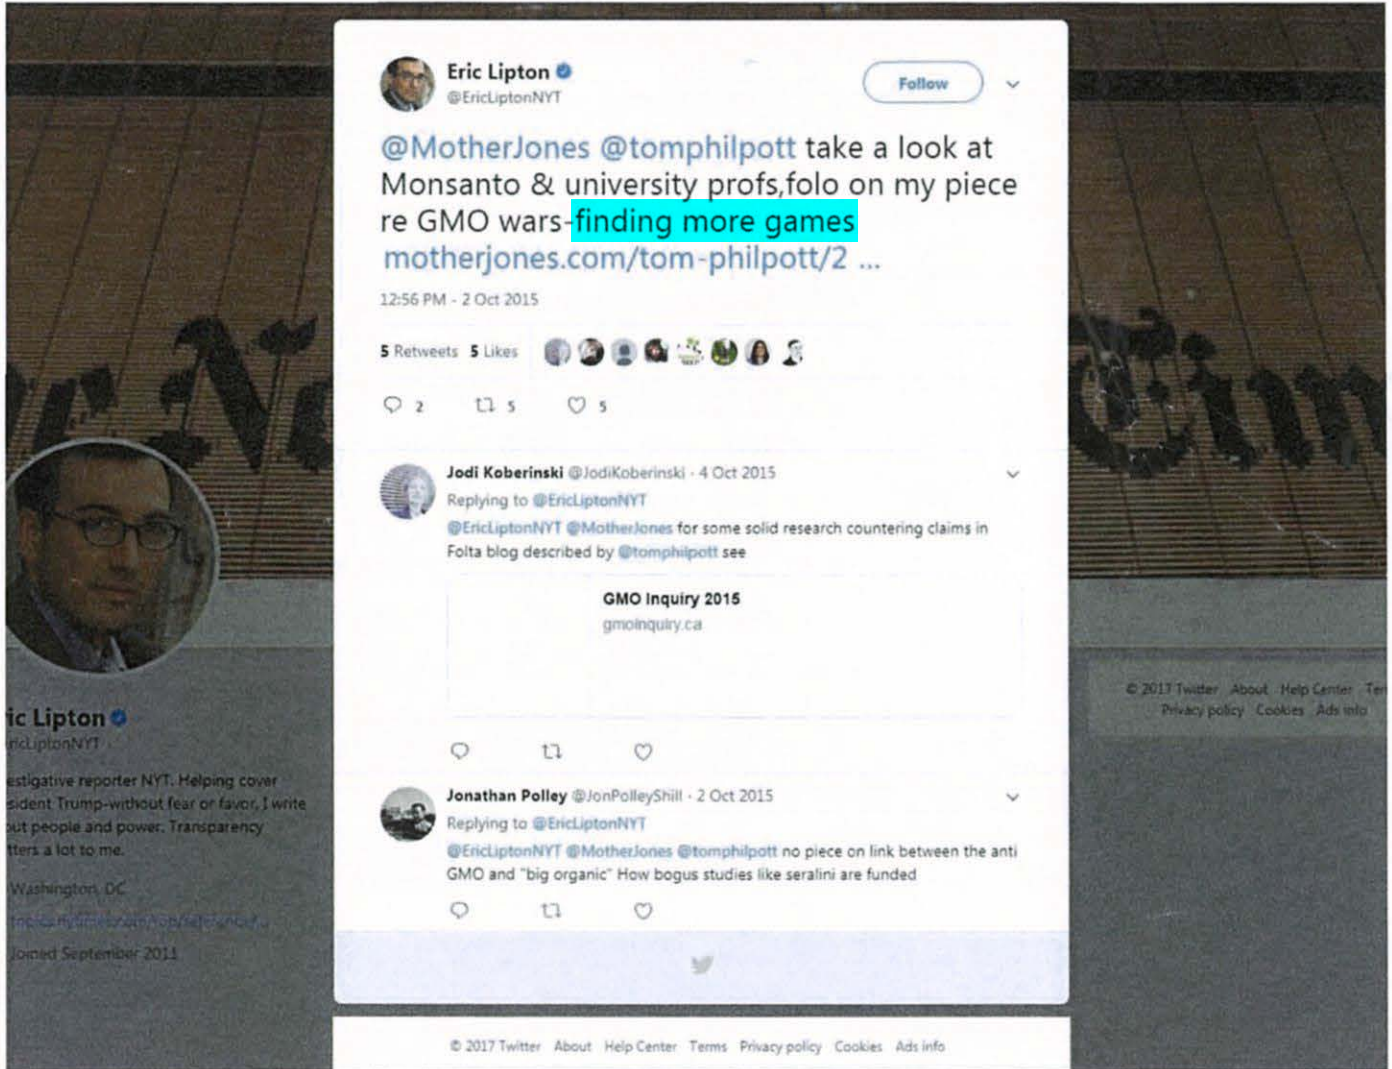 Eric Lipton
@EricLiptonNYT
Follow
@MotherJones @tomphilpott take a look at
Monsanto & university profs,folo on my piece
re GMO wars-finding more games
motherjones.com/tom-philpott/2 ...
12:56 PM - 2 Oct 2015
5 Retweets 5 Likes
2 5 5
Jodi Koberinski @JodiKoberinski · 4 Oct 2015
Replying to @EricLiptonNYT
@EricLiptonNYT @MotherJones for some solid research countering claims in
Folta blog described by @tomphilpott see
GMO Inquiry 2015
gmoinquiry.ca
Jonathan Polley @JonPolleyShill · 2 Oct 2015
Replying to @EricLiptonNYT
@EricLiptonNYT @MotherJones @tomphilpott no piece on link between the anti
GMO and "big organic" How bogus studies like seralini are funded
© 2017 Twitter About Help Center Terms Privacy policy Cookies Ads info
ic Lipton
ricLiptonNYT
estigative reporter NYT. Helping cover
sident Trump-without fear or favor. I write
out people and power. Transparency
tters a lot to me.
Washington, DC
Joined September 2011
© 2017 Twitter About Help Center Ter
Privacy policy Cookies Ads info